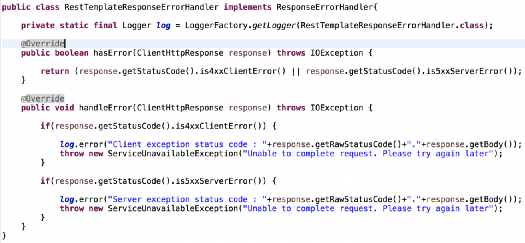 public class RestTemplateResponseErrorHandler implements ResponseErrorHandler{
private static final Logger log = LoggerFactory.getLogger(RestTemplateResponseErrorHandler.class);
@Override
public boolean hasError(ClientHttpResponse response) throws IOException {
return (response.getStatusCode().is4xxClientError() || response.getStatusCode().is5xxServerError());
}
@Override
public void handleError(ClientHttpResponse response) throws IOException {
if(response.getStatusCode().is4xxClientError()) {
log.error("Client exception status code : "+response.getRawStatusCode()+"."+response.getBody());
throw new ServiceUnavailableException("Unable to complete request. Please try again later");
}
if(response.getStatusCode().is5xxServerError()) {
log.error("Server exception status code : "+response.getRawStatusCode()+"."+response.getBody());
throw new ServiceUnavailableException("Unable to complete request. Please try again later");
}
}
}